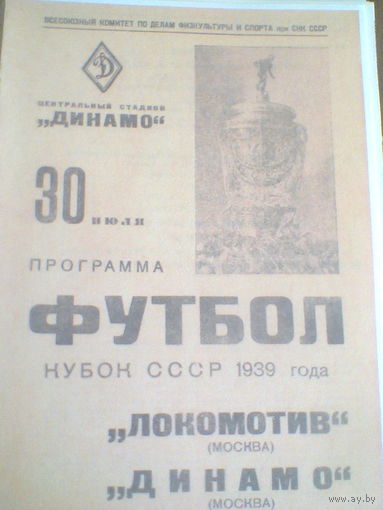 ВСЕСОЮЗНЫЙ КОМИТЕТ ПО ДЕЛАМ ФИЗКУЛЬТУРЫ И СПОРТА при СНК СССР
Д
ЦЕНТРАЛЬНЫЙ СТАДИОН
„ДИНАМО“
30 июля
ПРОГРАММА
ФУТБОЛ
КУБОК СССР 1939 года
„ЛОКОМОТИВ“
(МОСКВА)
„ДИНАМО“
(МОСКВА)
www.ay.by